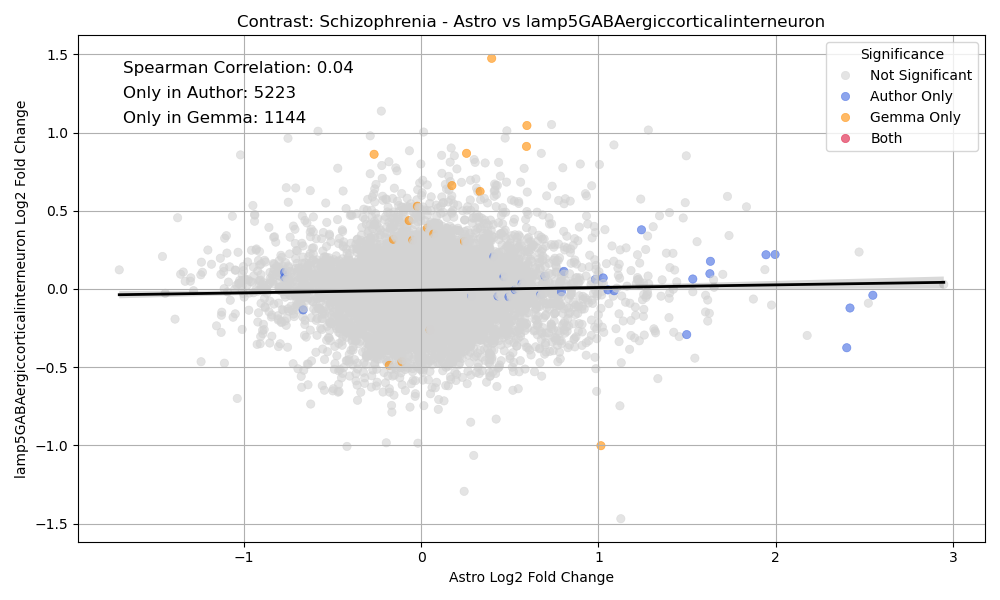 Contrast: Schizophrenia - Astro vs lamp5GABAergiccorticalinterneuron
Spearman Correlation: 0.04
Only in Author: 5223
Only in Gemma: 1144
Significance
Not Significant
Author Only
Gemma Only
Both
lamp5GABAergiccorticalinterneuron Log2 Fold Change
1.5
1.0
0.5
0.0
−0.5
−1.0
−1.5
−1
0
1
2
3
Astro Log2 Fold Change